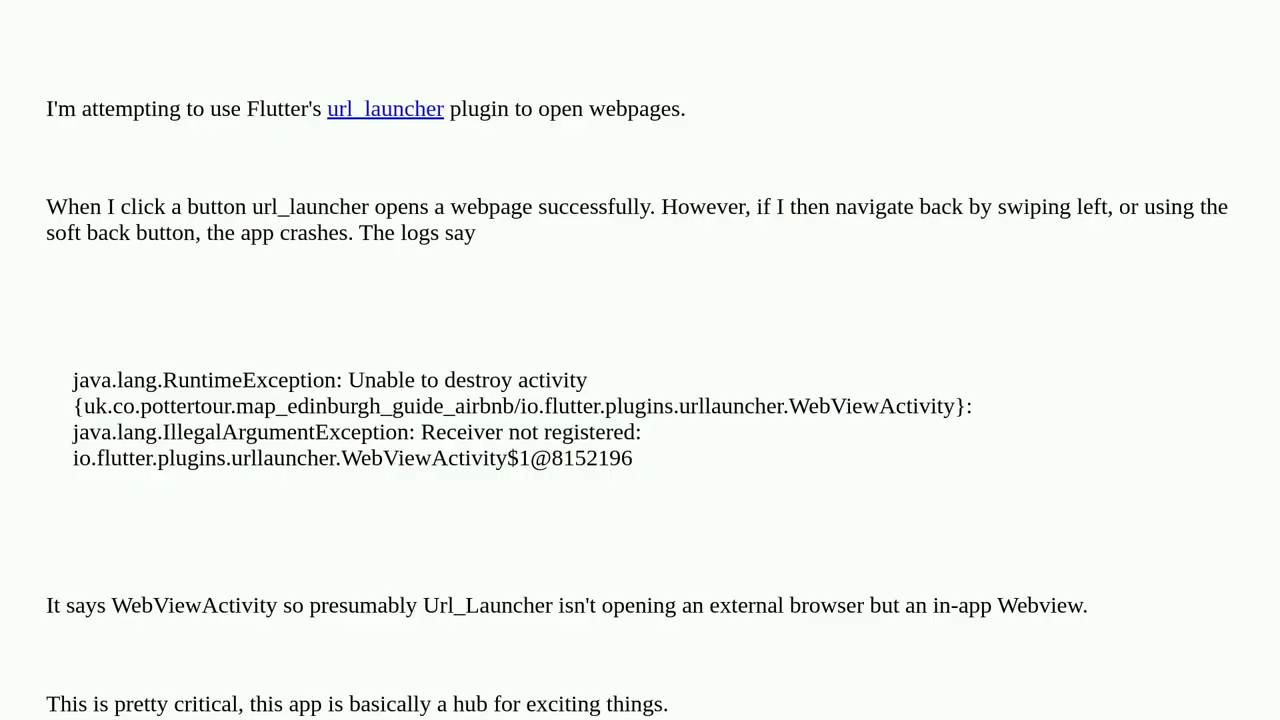 I'm attempting to use Flutter's url_launcher plugin to open webpages.
When I click a button url_launcher opens a webpage successfully. However, if I then navigate back by swiping left, or using the
soft back button, the app crashes. The logs say
java.lang.RuntimeException: Unable to destroy activity
{uk.co.pottertour.map_edinburgh_guide_airbnb/io.flutter.plugins.urllauncher.WebViewActivity}:
java.lang.IllegalArgumentException: Receiver not registered:
io.flutter.plugins.urllauncher.WebViewActivity$1@8152196
It says WebViewActivity so presumably Url_Launcher isn't opening an external browser but an in-app Webview.
This is pretty critical, this app is basically a hub for exciting things.